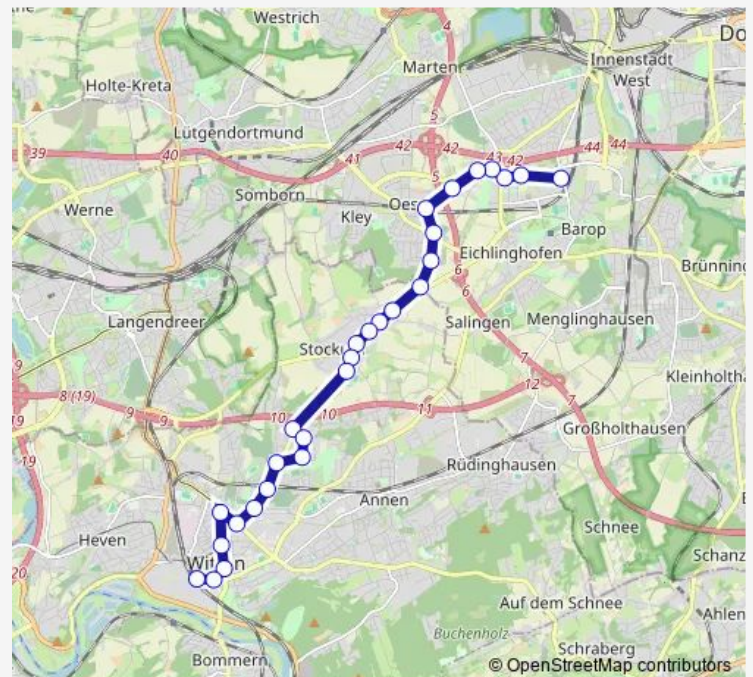 Westrich
Do
Marten
4
Innenstadt
West
Holte-Kreta
5
Lütgendortmund
39
40
41
42
42
43
42
44
44
5
Somborn
Oes
Kley
Werne
Barop
Eichlinghofen
6
6
Brünning
Langendreer
Salingen
Menglinghausen
Stocku
7
9
12
Kleinholtha
8 (19)
9
9
10
10
11
7
19
19
Großholthausen
Rüdinghausen
Annen
Schnee
Heven
Schanz
Wit
n
20
Auf dem Schnee
Ahlen
Buchenholz
Schraberg
Bommern
© OpenStreetMap contributors